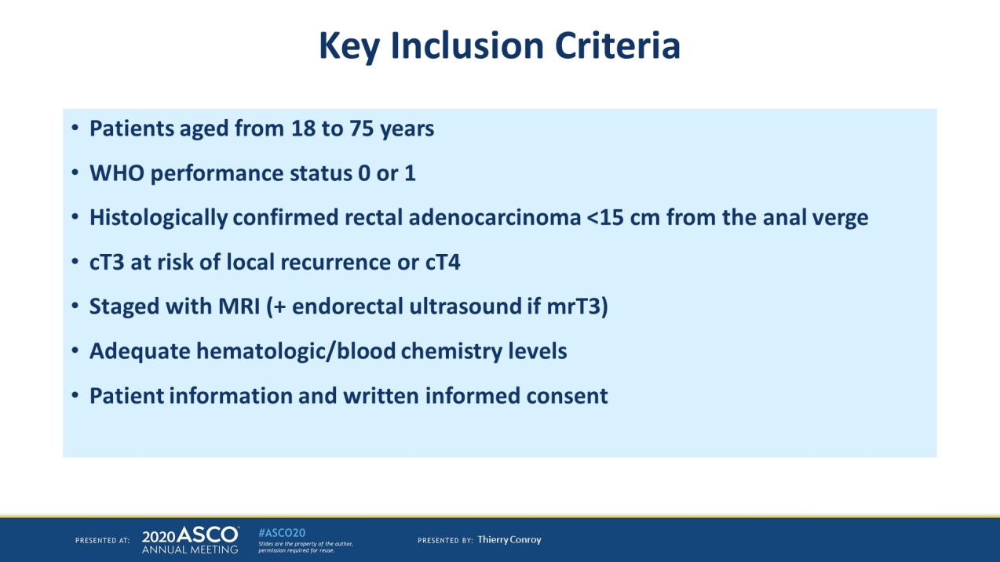 Key Inclusion Criteria
• Patients aged from 18 to 75 years
• WHO performance status 0 or 1
• Histologically confirmed rectal adenocarcinoma <15 cm from the anal verge
• cT3 at risk of local recurrence or cT4
• Staged with MRI (+ endorectal ultrasound if mrT3)
• Adequate hematologic/blood chemistry levels
• Patient information and written informed consent
PRESENTED AT:
2020 ASCO®
ANNUAL MEETING
#ASCO20
Slides are the property of the author,
permission required for reuse.
PRESENTED BY: Thierry Conroy